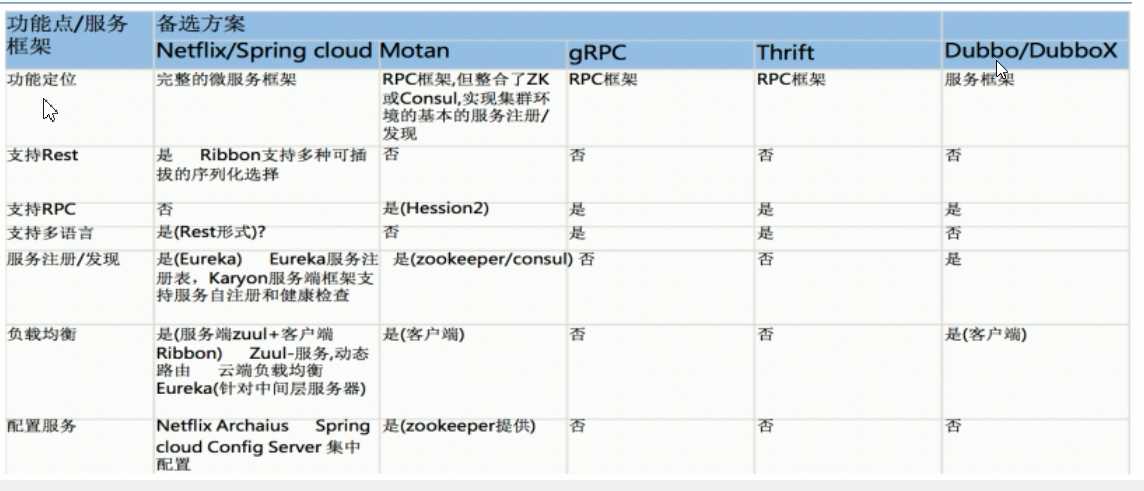 功能点/服务框架 备选方案
Netflix/Spring cloud Motan gRPC Thrift Dubbo/DubboX
功能定位 完整的微服务框架 RPC框架,但整合了ZK或Consul,实现集群环境的基本的服务注册/发现 RPC框架 RPC框架 服务框架
支持Rest 是 Ribbon支持多种可插拔的序列化选择 否 否 否 否
支持RPC 否 是(Hession2) 是 是 是
支持多语言 是(Rest形式)? 否 是 是 否
服务注册/发现 是(Eureka) Eureka服务注册表，Karyon服务端框架支持服务自注册和健康检查 是(zookeeper/consul) 否 否 是
负载均衡 是(服务端zuul+客户端Ribbon) Zuul-服务,动态路由 云端负载均衡 Eureka(针对中间层服务器) 是(客户端) 否 否 是(客户端)
配置服务 Netflix Archaius Spring cloud Config Server 集中配置 是(zookeeper提供) 否 否 否